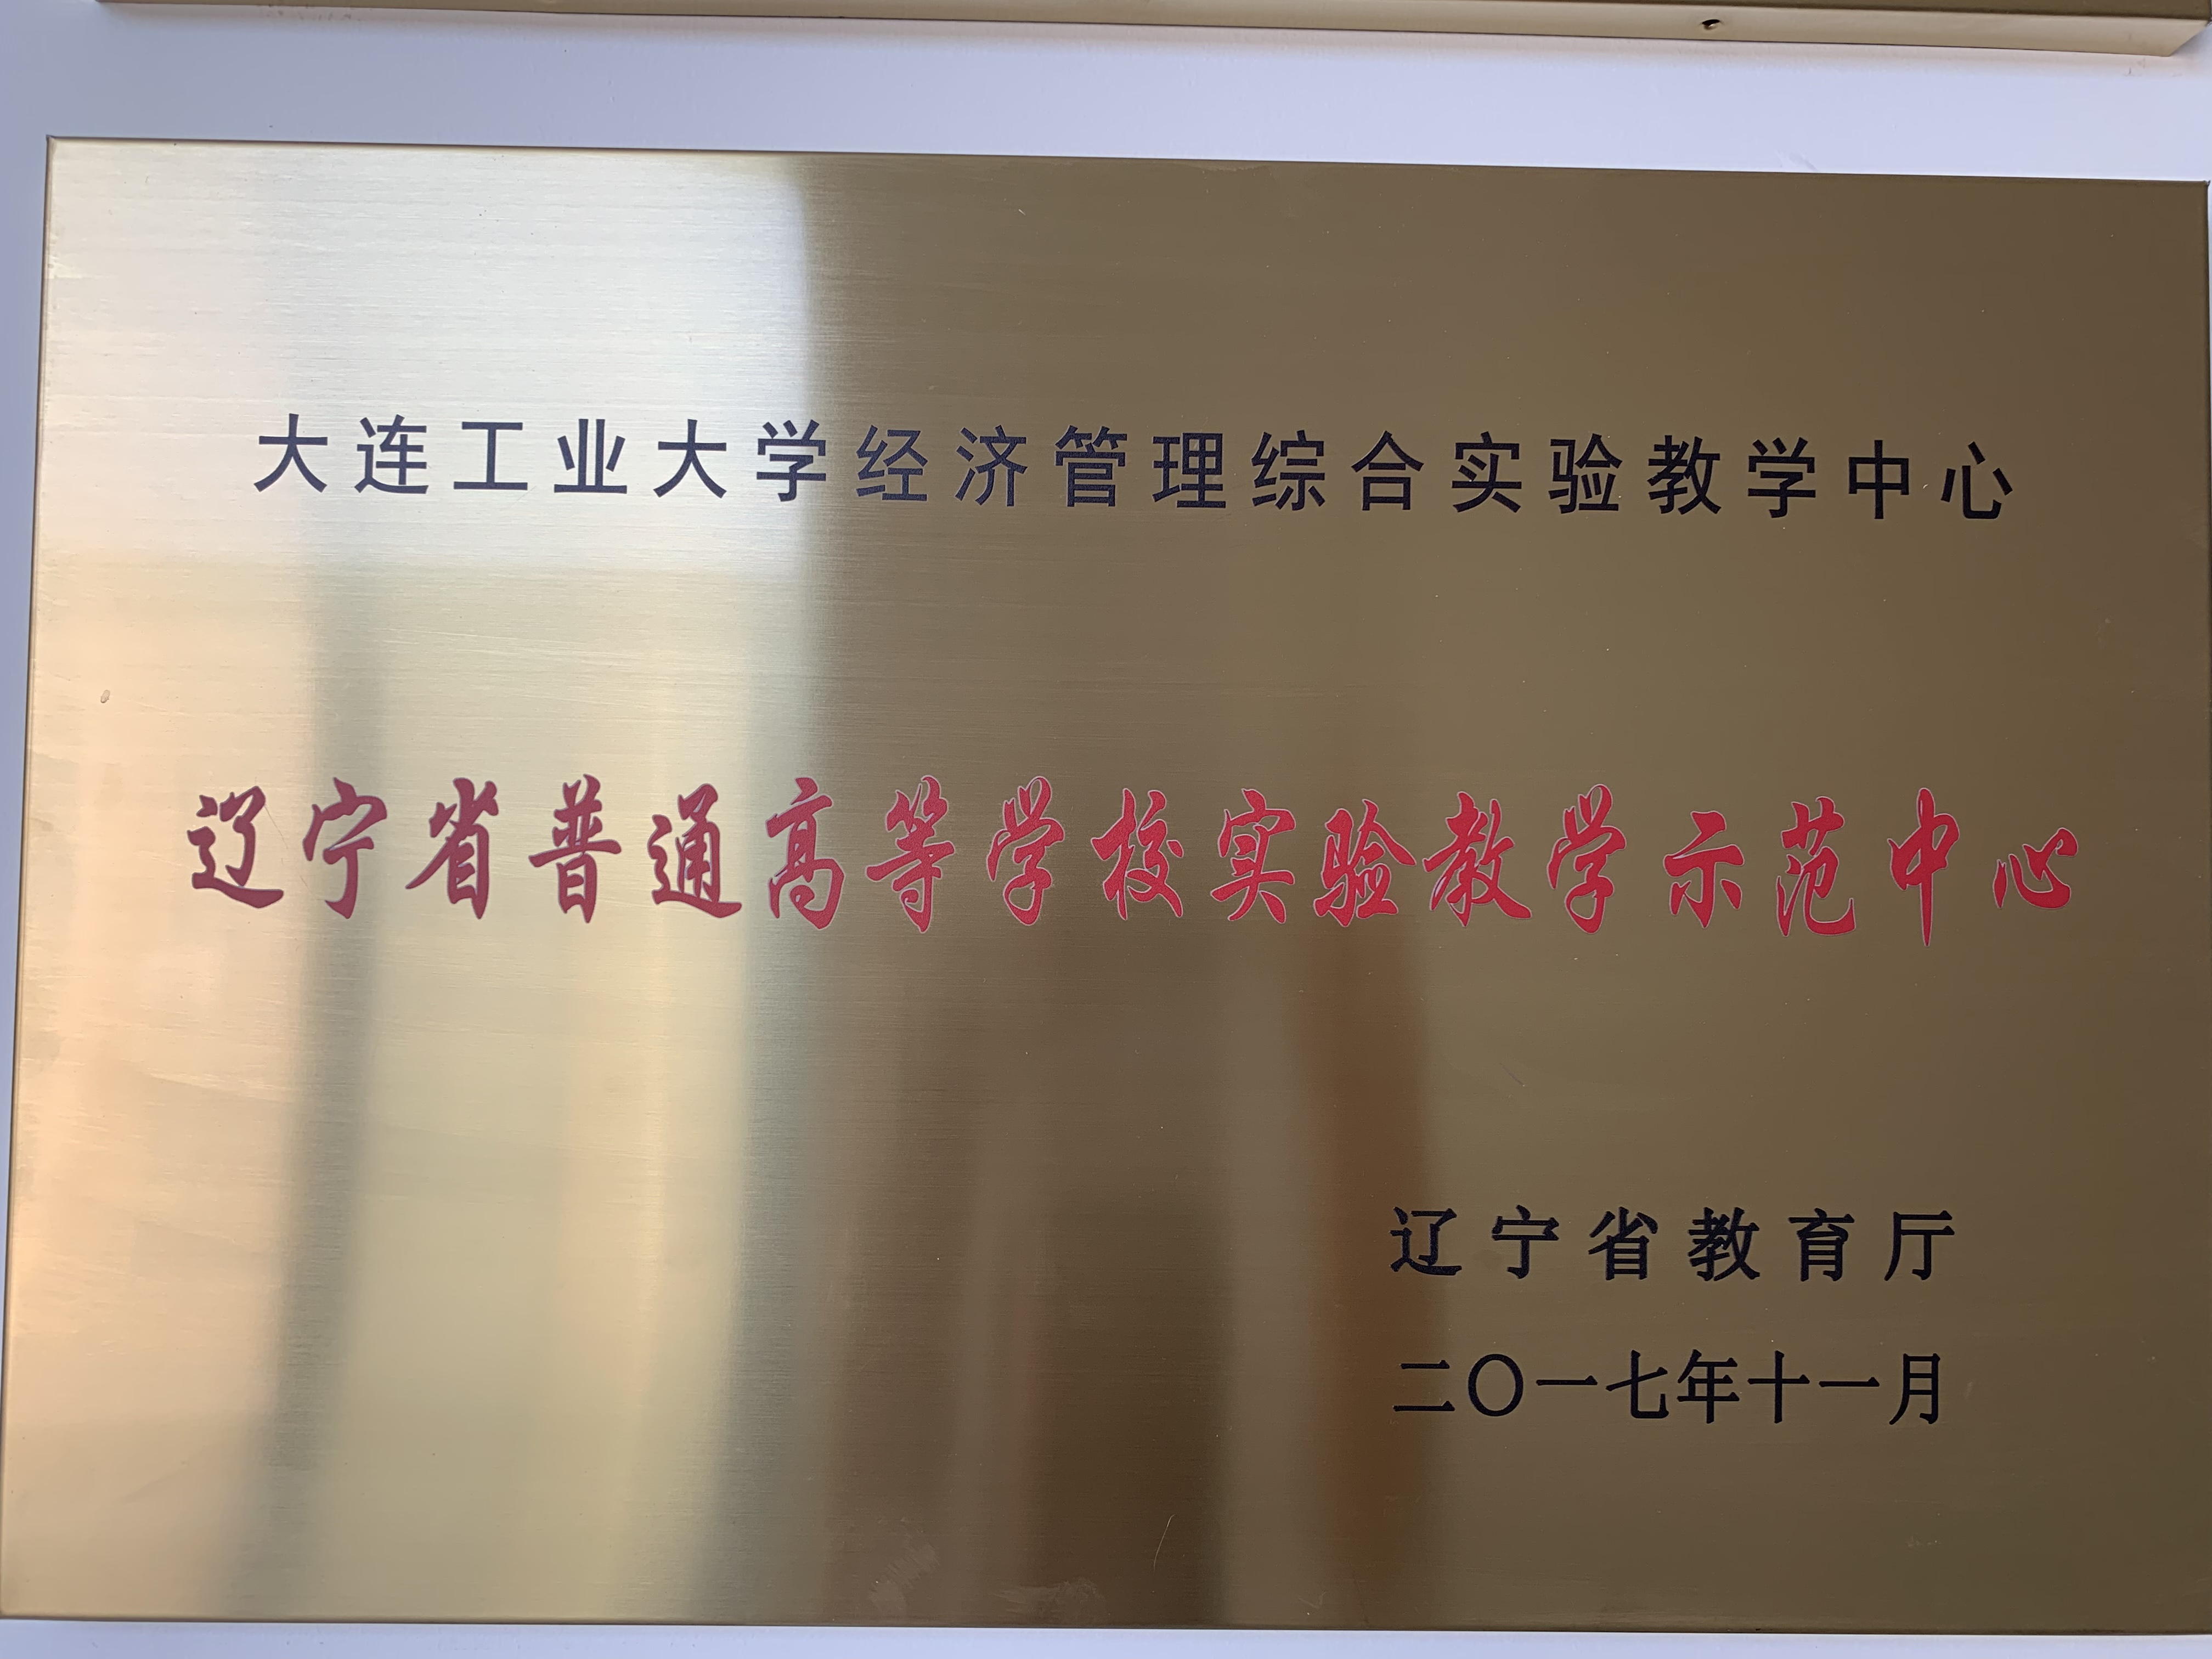 大连工业大学经济管理综合实验教学中心
辽宁省普通高等学校实验教学示范中心
辽宁省教育厅
二〇一七年十一月